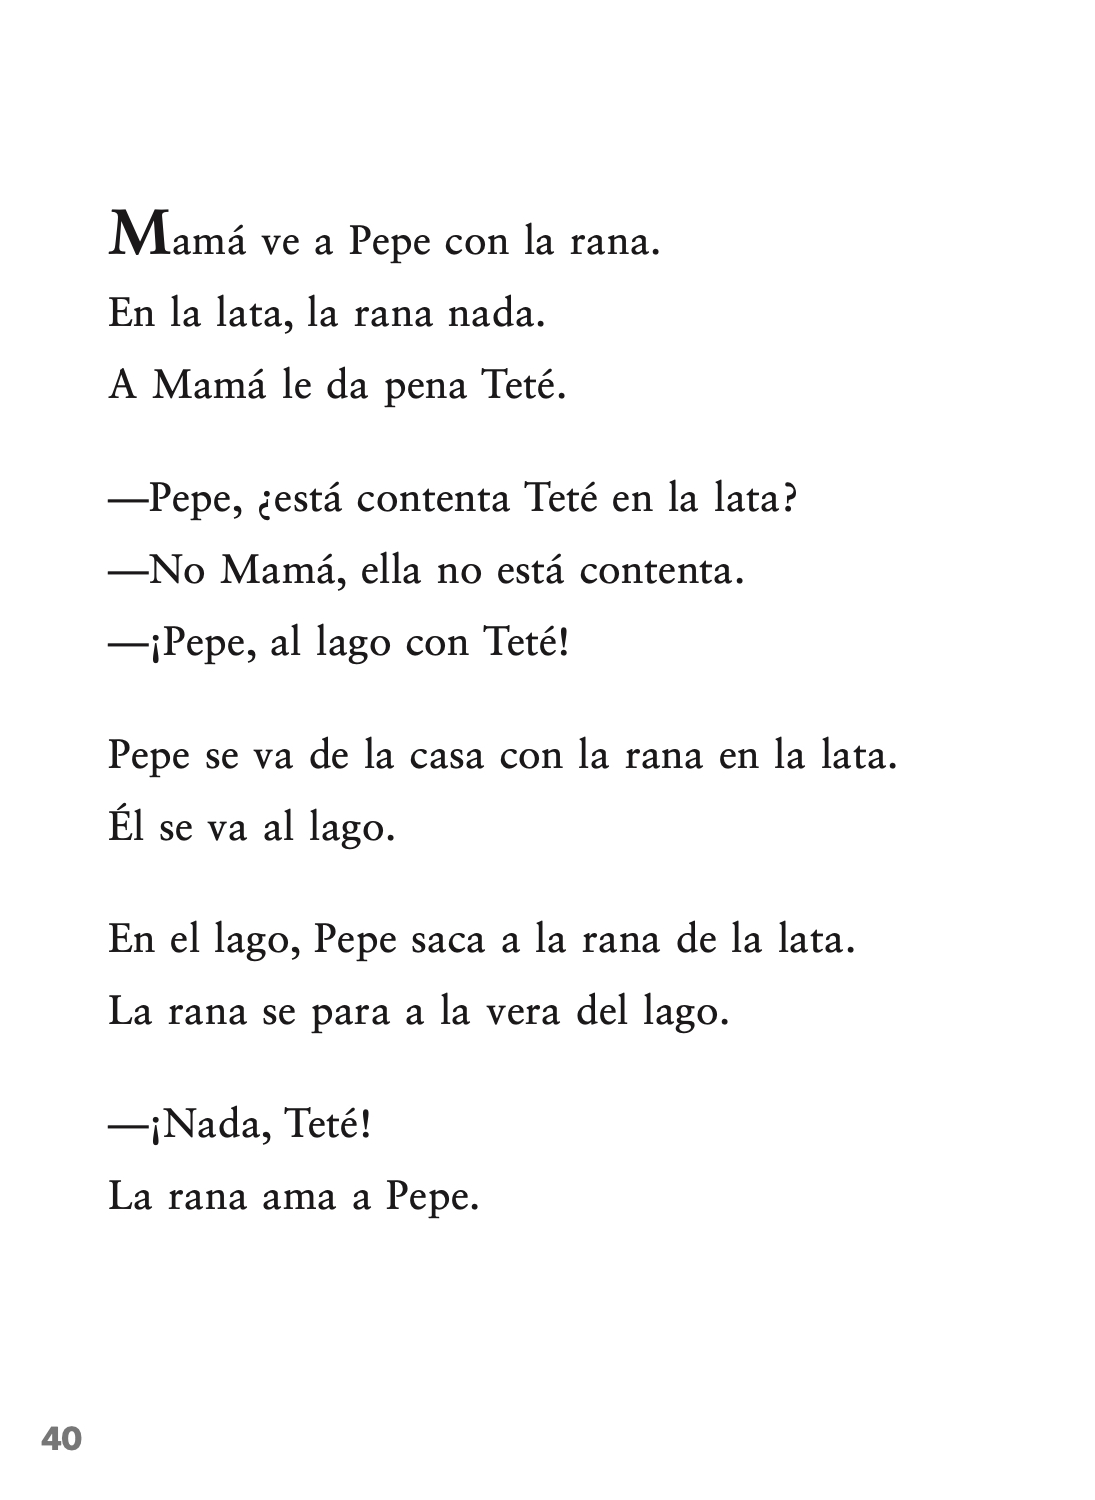 Mamá ve a Pepe con la rana.
En la lata, la rana nada.
A Mamá le da pena Teté.
—Pepe, ¿está contenta Teté en la lata?
—No Mamá, ella no está contenta.
—¡Pepe, al lago con Teté!
Pepe se va de la casa con la rana en la lata.
Él se va al lago.
En el lago, Pepe saca a la rana de la lata.
La rana se para a la vera del lago.
—¡Nada, Teté!
La rana ama a Pepe.
40